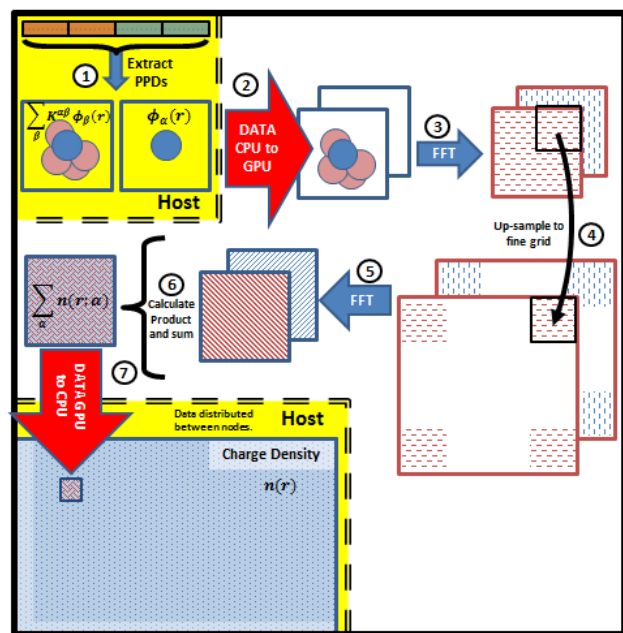 1
Extract
PPDs
2
3
∑ K^{αβ} ϕ_β(r)
β
ϕ_α(r)
DATA
CPU to
GPU
FFT
Host
Up-sample to
fine grid
4
5
6
FFT
Calculate
Product
and sum
∑ n(r; α)
α
7
DATA GPU
to CPU
Data distributed
between nodes.
Host
Charge Density
n(r)